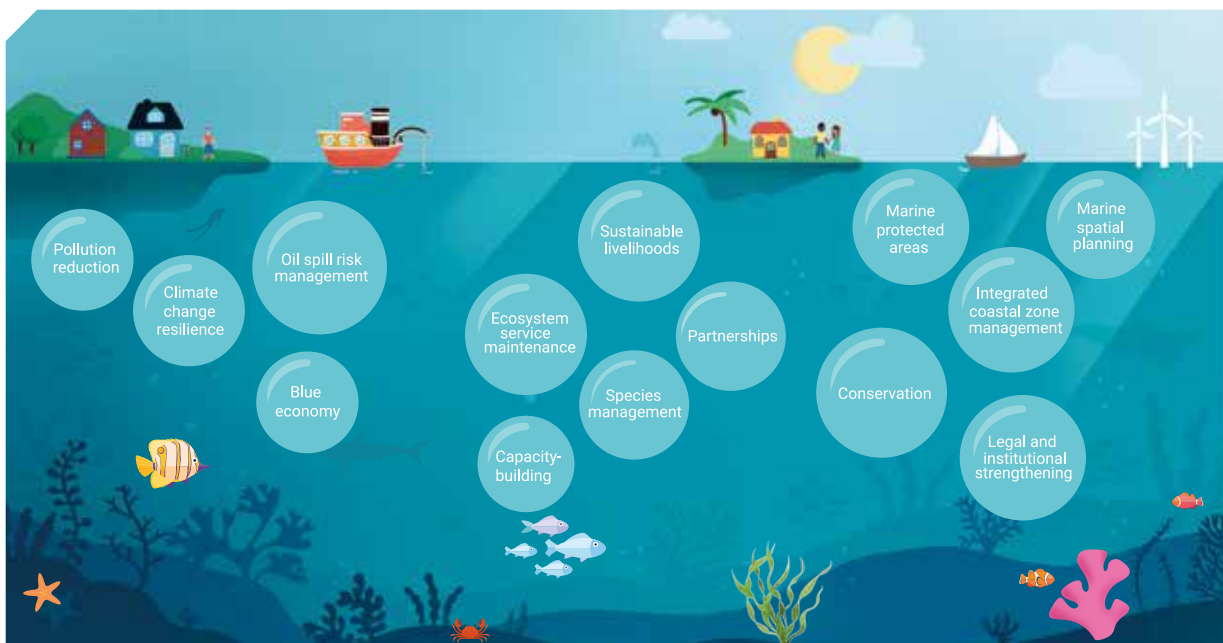 Pollution
reduction
Climate
change
resilience
Oil spill risk
management
Blue
economy
Sustainable
livelihoods
Ecosystem
service
maintenance
Partnerships
Species
management
Capacity-
building
Marine
protected
areas
Marine
spatial
planning
Integrated
coastal zone
management
Conservation
Legal and
institutional
strengthening